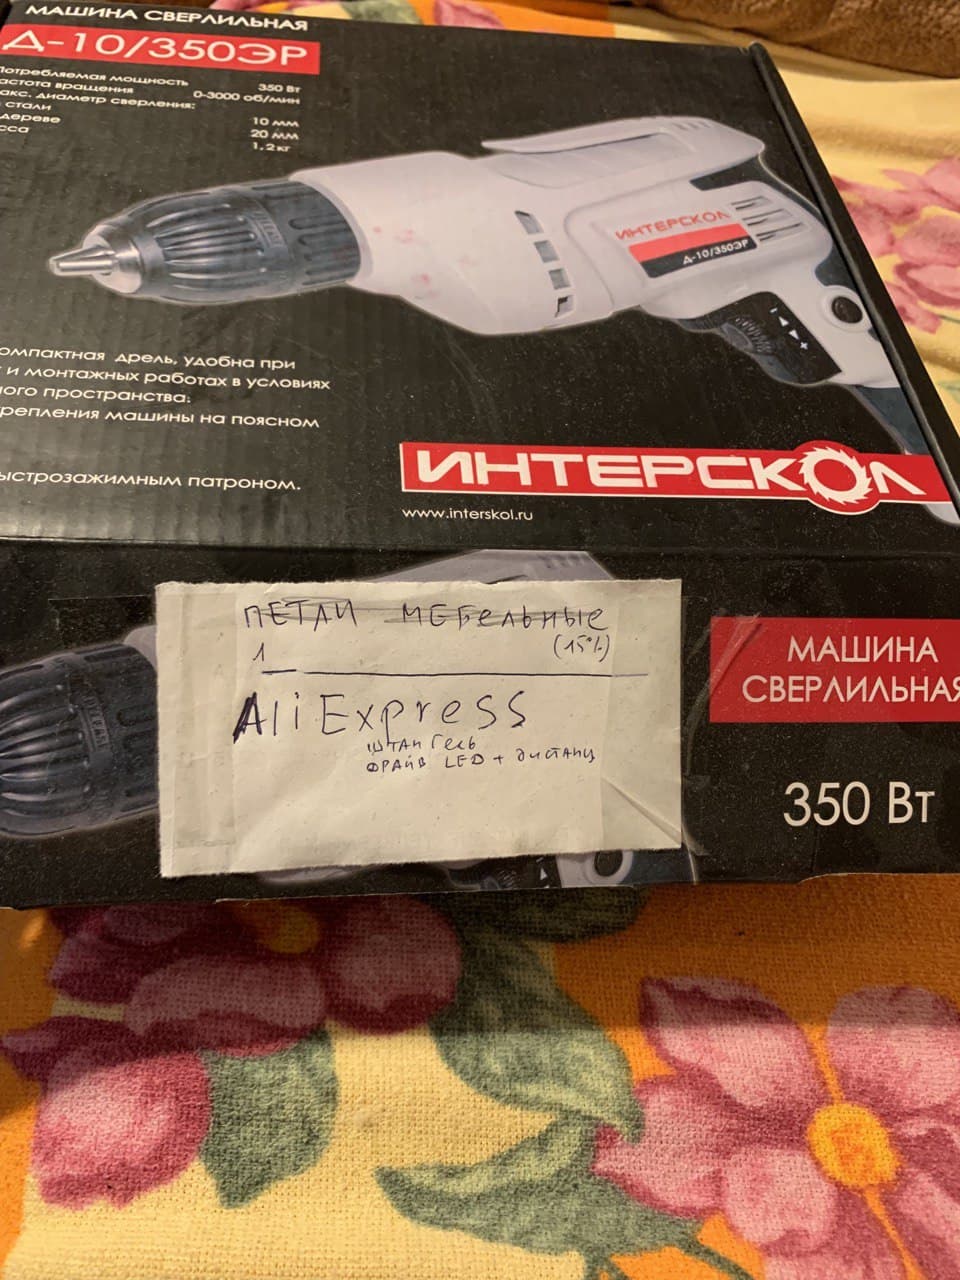 МАШИНА СВЕРЛИЛЬНАЯ
Д-10/350ЭР
Потребляемая мощность 350 Вт
астота вращения 0-3000 об/мин
акс. диаметр сверления:
стали 10 мм
дереве 20 мм
сса 1,2кг
ИНТЕРСКОЛ
Д-10/350ЭР
омпактная дрель, удобна при
и монтажных работах в условиях
ного пространства.
репления машины на поясном
ыстрозажимным патроном.
ИНТЕРСКОЛ
www.interskol.ru
ПЕТЛИ МЕБЕЛЬНЫЕ
1 (15%)
AliExpress
ШТАНГЕЛЬ
ДРАЙВ LED + ДИСТАНЦ
МАШИНА
СВЕРЛИЛЬНАЯ
350 Вт